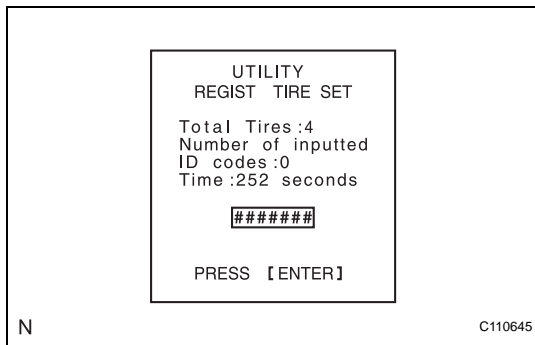 UTILITY
REGIST TIRE SET
Total Tires :4
Number of inputted
ID codes :0
Time :252 seconds
#######
PRESS [ENTER]
N
C110645